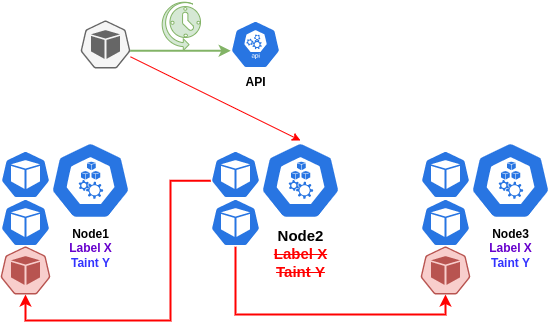 api
API
Node1
Label X
Taint Y
Node2
Label X
Taint Y
Node3
Label X
Taint Y